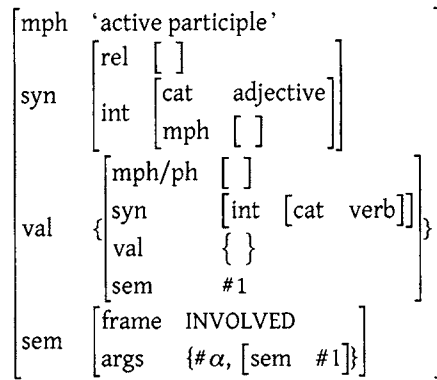 mph ‘active participle’
syn [rel [ ]
int [cat adjective
mph [ ]]]
val {[mph/ph [ ]
syn [int [cat verb]]
val { }
sem #1]}
sem [frame INVOLVED
args {#α, [sem #1]}]